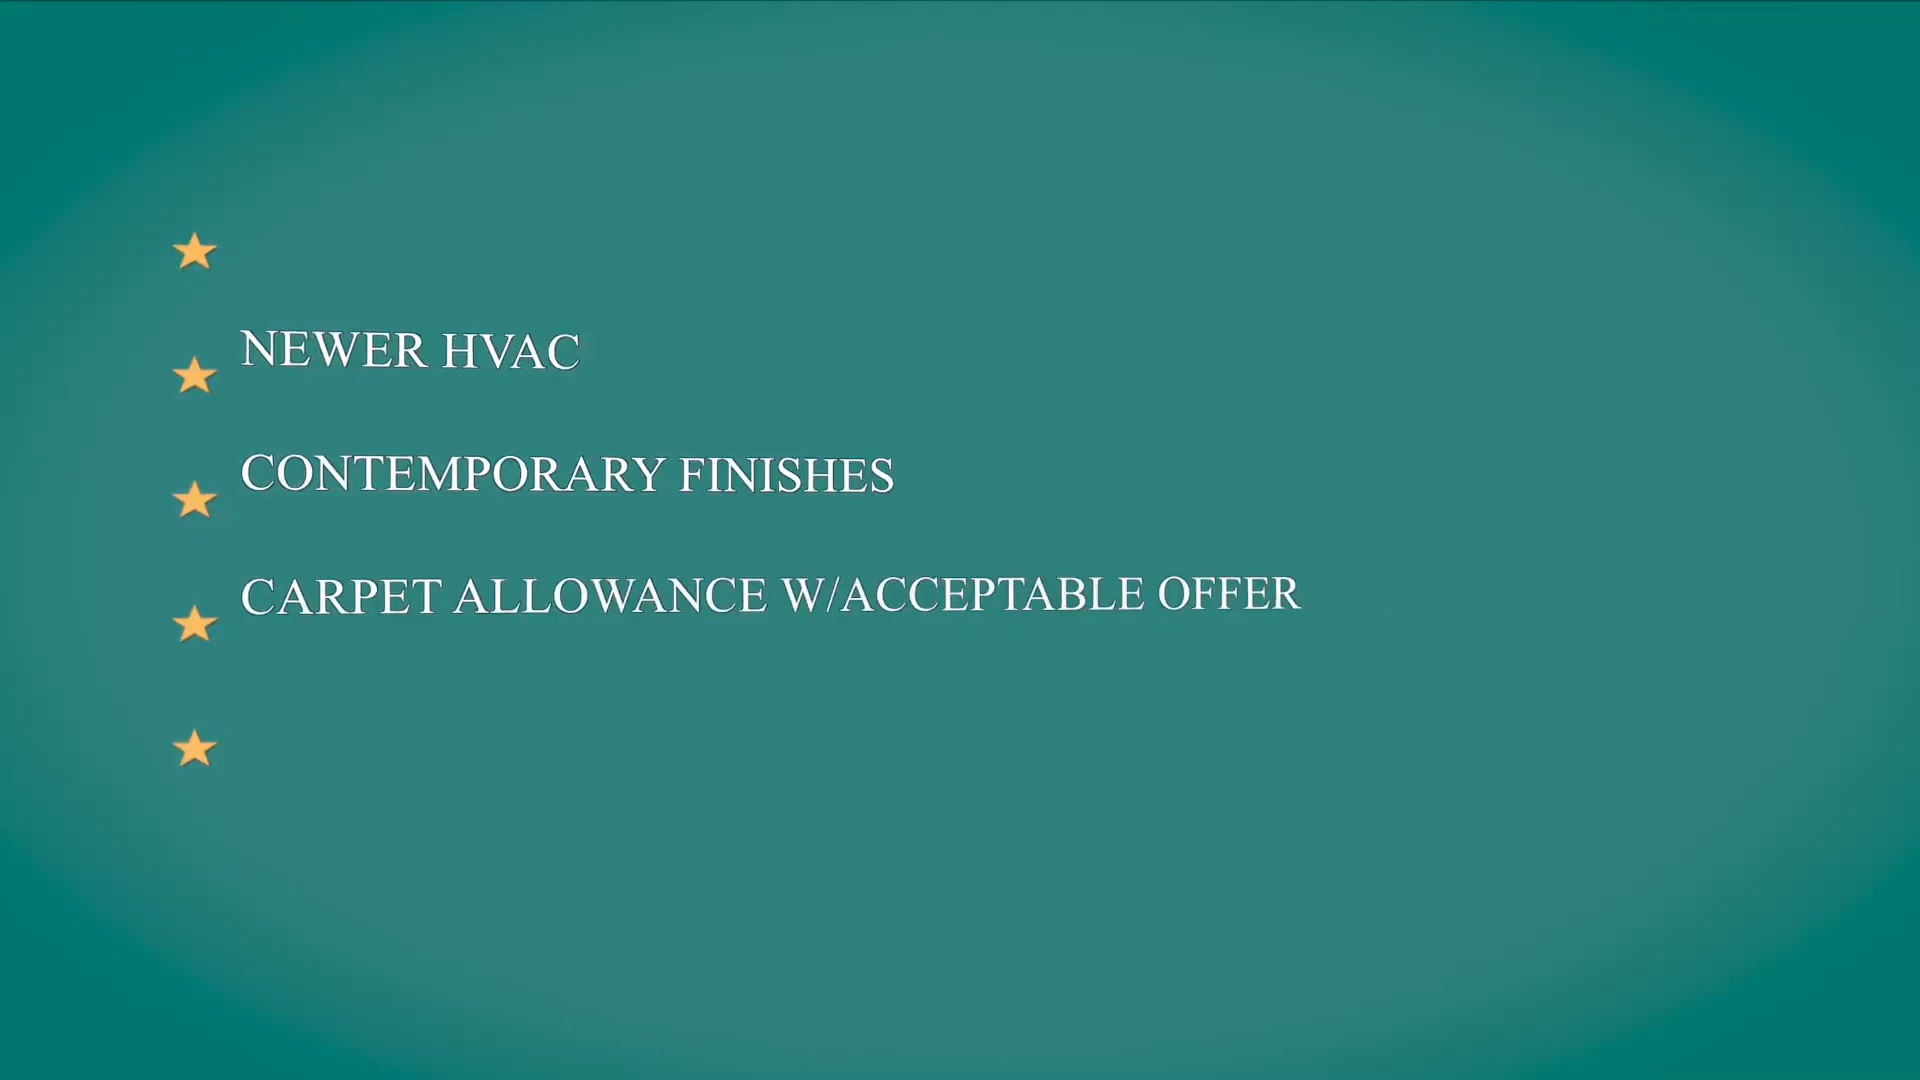 NEWER HVAC
CONTEMPORARY FINISHES
CARPET ALLOWANCE W/ACCEPTABLE OFFER